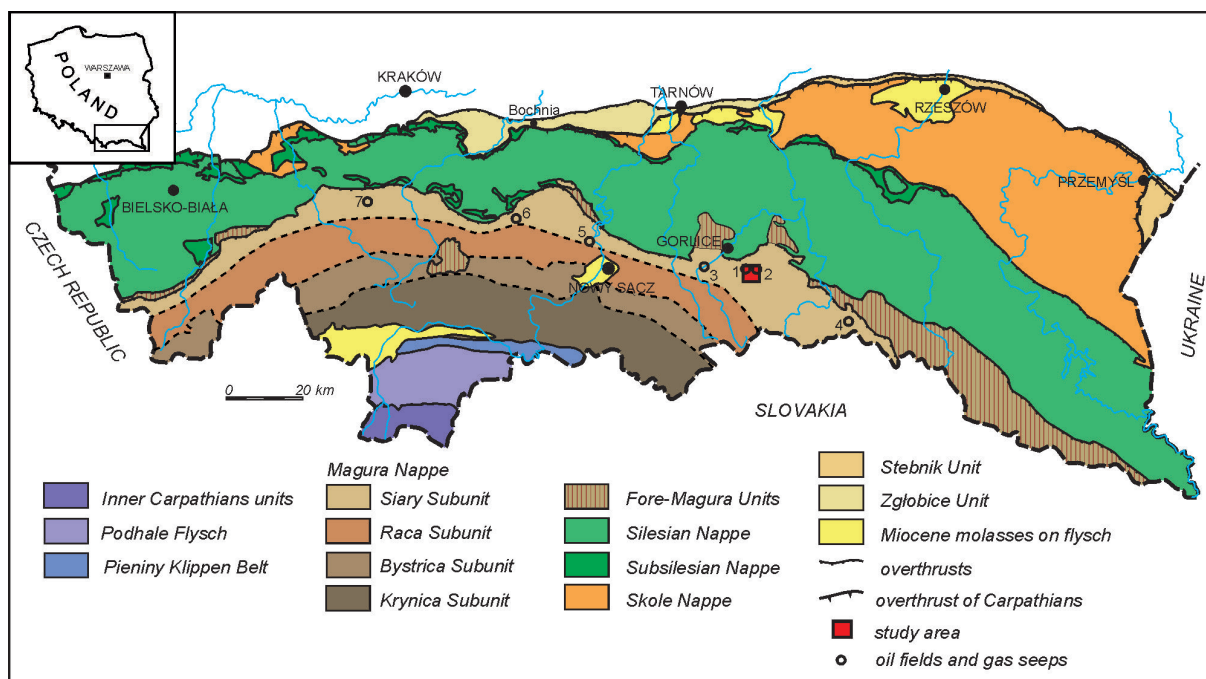 POLAND
WARSZAWA
KRAKÓW
Bochnia
TARNÓW
RZESZÓW
PRZEMYŚL
BIELSKO-BIAŁA
7
6
5
GORLICE
3
1
2
NOWY SĄCZ
4
CZECH REPUBLIC
UKRAINE
SLOVAKIA
0 20 km
Inner Carpathians units
Podhale Flysch
Pieniny Klippen Belt
Magura Nappe
Siary Subunit
Raca Subunit
Bystrica Subunit
Krynica Subunit
Fore-Magura Units
Silesian Nappe
Subsilesian Nappe
Skole Nappe
Stebnik Unit
Zgłobice Unit
Miocene molasses on flysch
overthrusts
overthrust of Carpathians
study area
oil fields and gas seeps